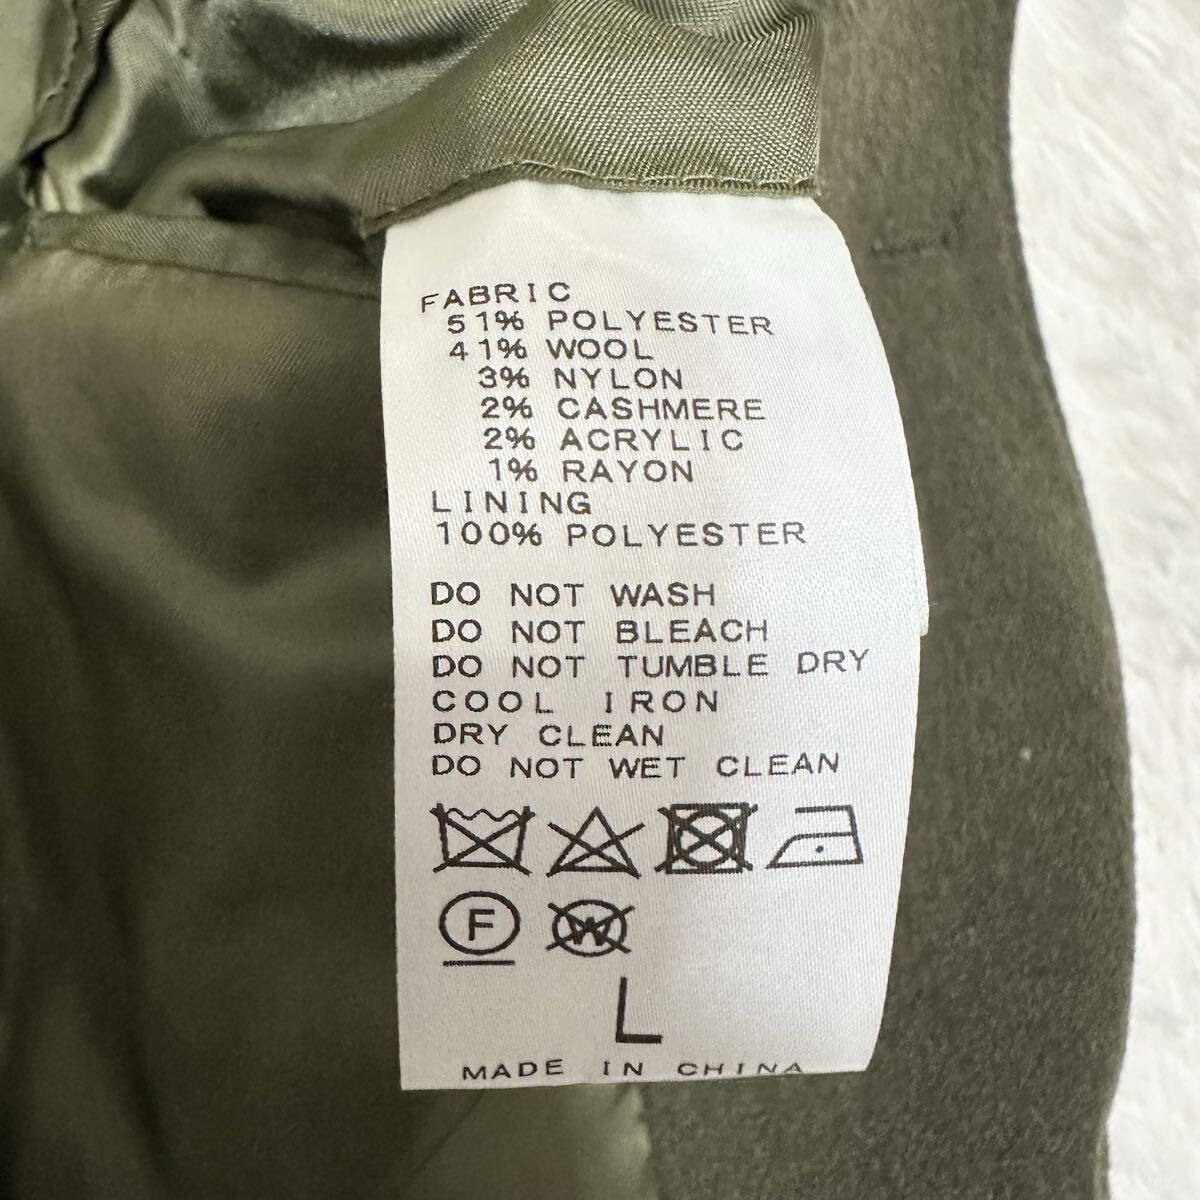 FABRIC
51% POLYESTER
41% WOOL
3% NYLON
2% CASHMERE
2% ACRYLIC
1% RAYON
LINING
100% POLYESTER
DO NOT WASH
DO NOT BLEACH
DO NOT TUMBLE DRY
COOL IRON
DRY CLEAN
DO NOT WET CLEAN
F W
L
MADE IN CHINA